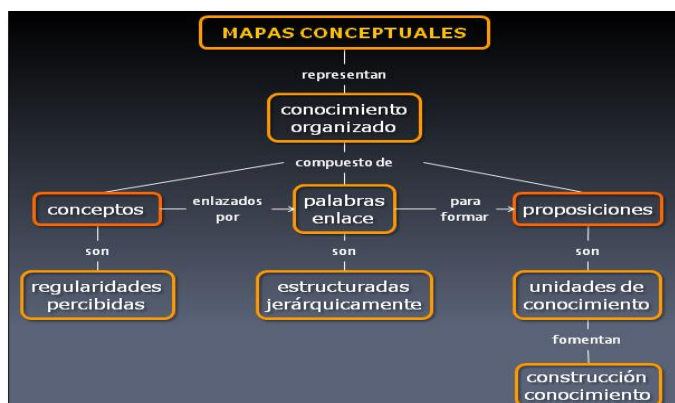 MAPAS CONCEPTUALES
representan
conocimiento
organizado
compuesto de
conceptos
enlazados
por
palabras
enlace
para
formar
proposiciones
son
son
son
regularidades
percibidas
estructuradas
jerárquicamente
unidades de
conocimiento
fomentan
construcción
conocimiento